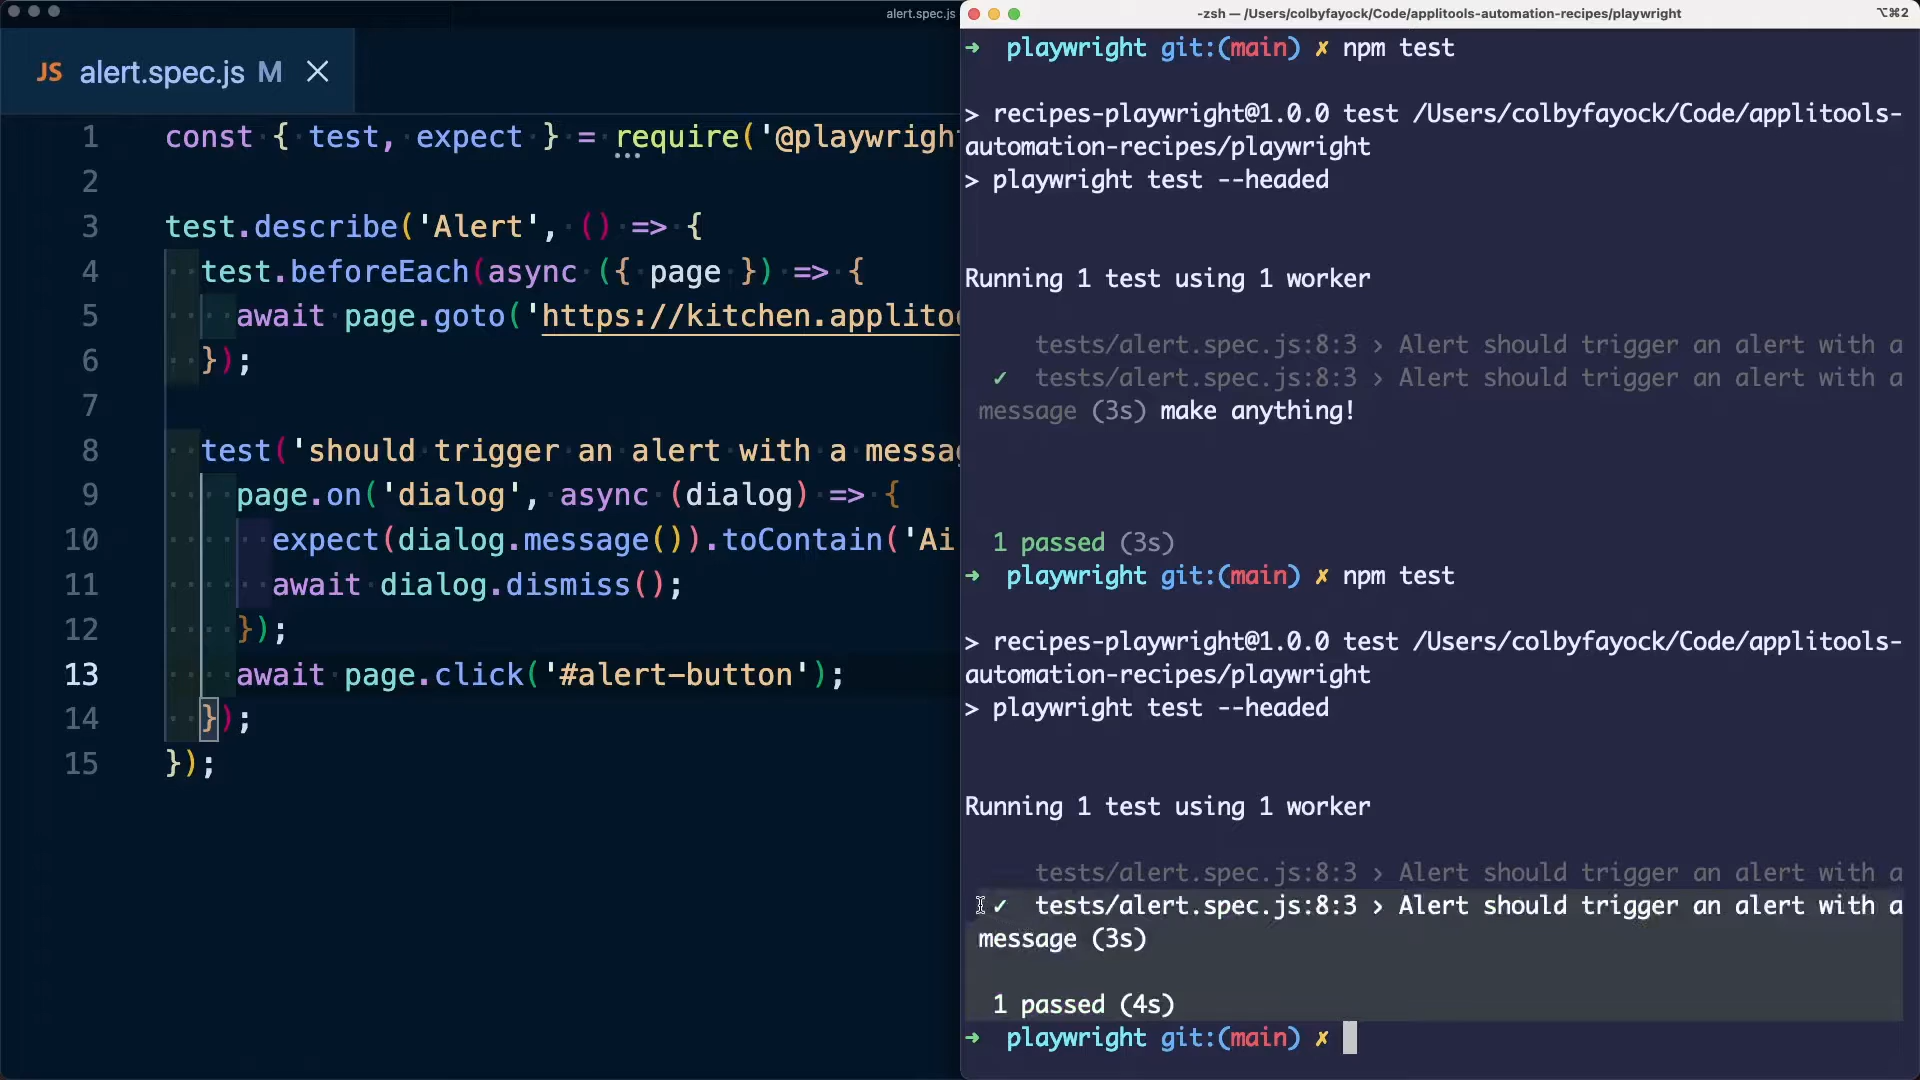 alert.spec.js
JS alert.spec.js M
1 const { test, expect } = require('@playwrigh
2
3 test.describe('Alert', () => {
4 test.beforeEach(async ({ page }) => {
5 await page.goto('https://kitchen.applitoo
6 });
7
8 test('should trigger an alert with a messag
9 page.on('dialog', async (dialog) => {
10 expect(dialog.message()).toContain('Ai
11 await dialog.dismiss();
12 });
13 await page.click('#alert-button');
14 });
15 });
-zsh — /Users/colbyfayock/Code/applitools-automation-recipes/playwright ⌥⌘2
➜ playwright git:(main) ✗ npm test
> recipes-playwright@1.0.0 test /Users/colbyfayock/Code/applitools-
automation-recipes/playwright
> playwright test --headed
Running 1 test using 1 worker
tests/alert.spec.js:8:3 › Alert should trigger an alert with a
✓ tests/alert.spec.js:8:3 › Alert should trigger an alert with a
message (3s) make anything!
1 passed (3s)
➜ playwright git:(main) ✗ npm test
> recipes-playwright@1.0.0 test /Users/colbyfayock/Code/applitools-
automation-recipes/playwright
> playwright test --headed
Running 1 test using 1 worker
tests/alert.spec.js:8:3 › Alert should trigger an alert with a
✓ tests/alert.spec.js:8:3 › Alert should trigger an alert with a
message (3s)
1 passed (4s)
➜ playwright git:(main) ✗